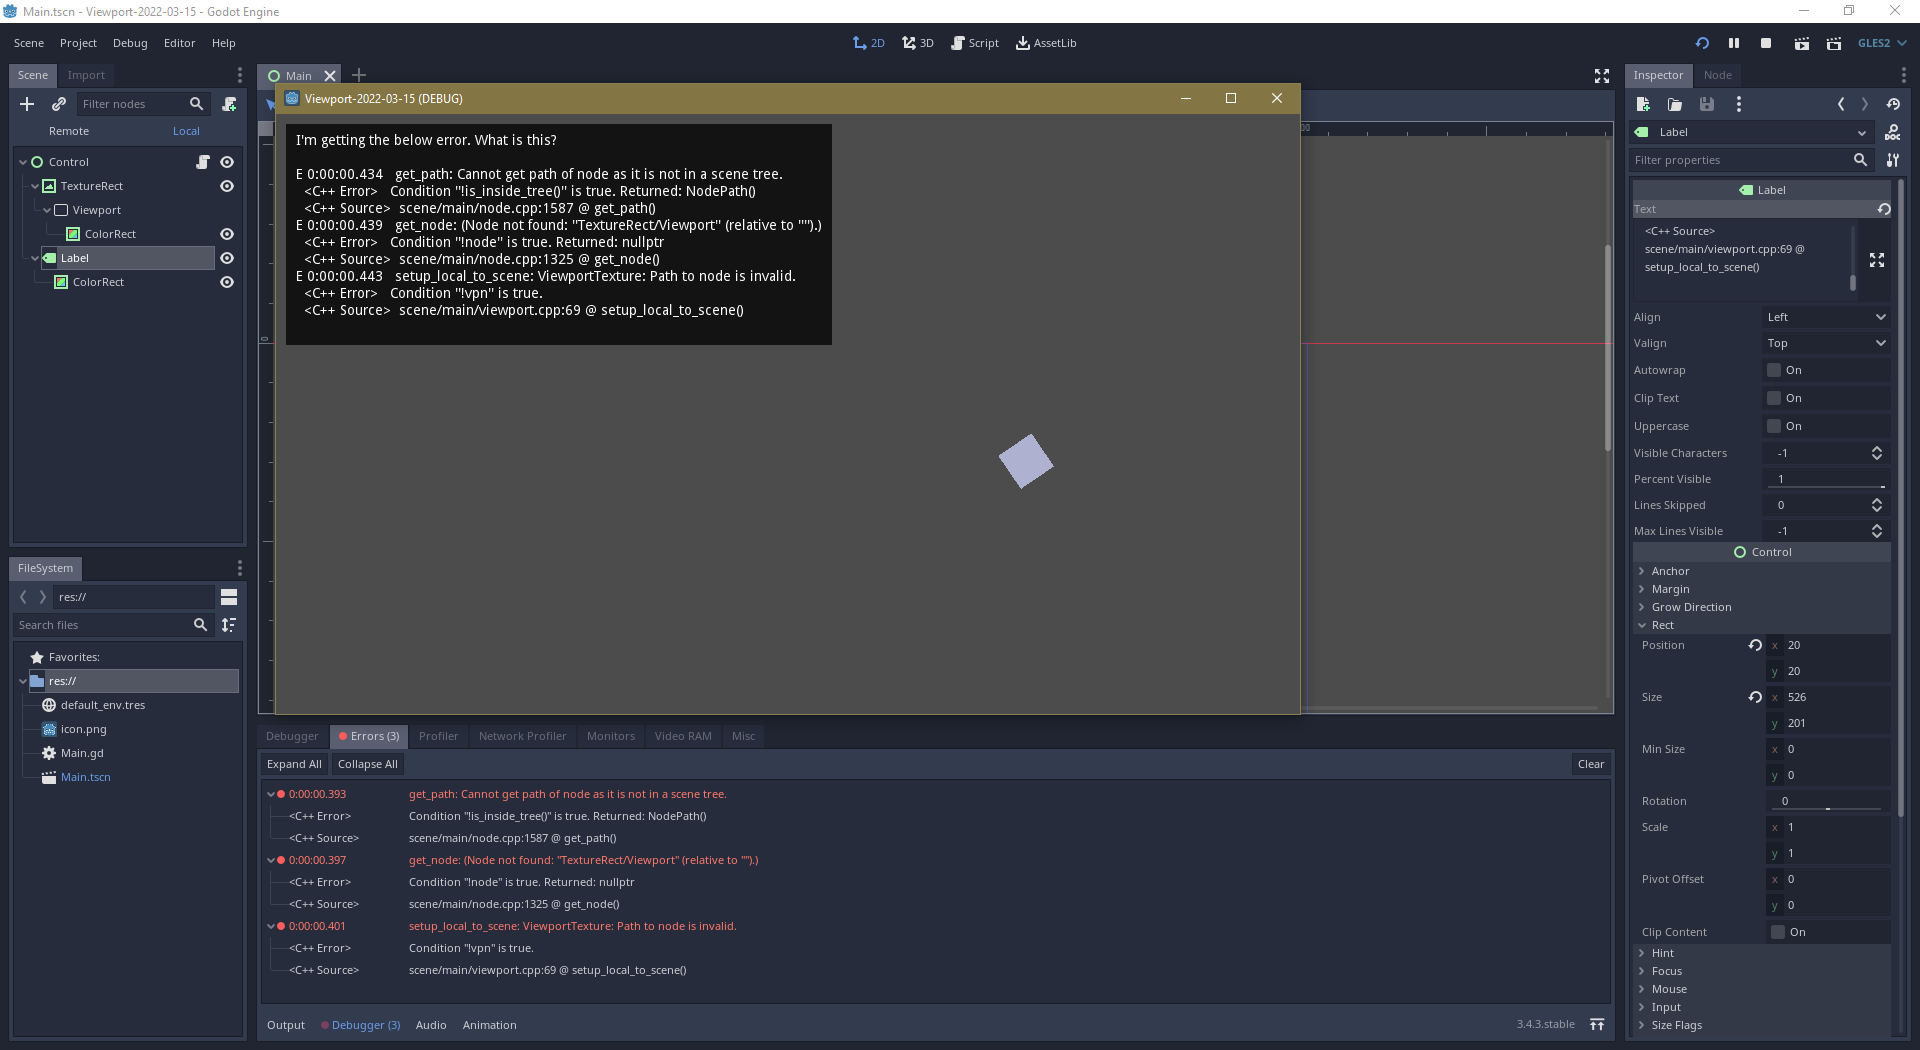 Main.tscn - Viewport-2022-03-15 - Godot Engine
Scene Project Debug Editor Help
2D 3D Script AssetLib
GLES2
Scene Import
Filter nodes
Remote Local
Control
TextureRect
Viewport
ColorRect
Label
ColorRect
FileSystem
res://
Search files
Favorites:
res://
default_env.tres
icon.png
Main.gd
Main.tscn
Main
Viewport-2022-03-15 (DEBUG)
I'm getting the below error. What is this?
E 0:00:00.434 get_path: Cannot get path of node as it is not in a scene tree.
<C++ Error> Condition "!is_inside_tree()" is true. Returned: NodePath()
<C++ Source> scene/main/node.cpp:1587 @ get_path()
E 0:00:00.439 get_node: (Node not found: "TextureRect/Viewport" (relative to "").)
<C++ Error> Condition "!node" is true. Returned: nullptr
<C++ Source> scene/main/node.cpp:1325 @ get_node()
E 0:00:00.443 setup_local_to_scene: ViewportTexture: Path to node is invalid.
<C++ Error> Condition "!vpn" is true.
<C++ Source> scene/main/viewport.cpp:69 @ setup_local_to_scene()
0
Debugger Errors (3) Profiler Network Profiler Monitors Video RAM Misc
Expand All Collapse All Clear
0:00:00.393 get_path: Cannot get path of node as it is not in a scene tree.
<C++ Error> Condition "!is_inside_tree()" is true. Returned: NodePath()
<C++ Source> scene/main/node.cpp:1587 @ get_path()
0:00:00.397 get_node: (Node not found: "TextureRect/Viewport" (relative to "").)
<C++ Error> Condition "!node" is true. Returned: nullptr
<C++ Source> scene/main/node.cpp:1325 @ get_node()
0:00:00.401 setup_local_to_scene: ViewportTexture: Path to node is invalid.
<C++ Error> Condition "!vpn" is true.
<C++ Source> scene/main/viewport.cpp:69 @ setup_local_to_scene()
Output Debugger (3) Audio Animation 3.4.3.stable
Inspector Node
Label
DOC
Filter properties
Label
Text
<C++ Source>
scene/main/viewport.cpp:69 @
setup_local_to_scene()
Align Left
Valign Top
Autowrap On
Clip Text On
Uppercase On
Visible Characters -1
Percent Visible 1
Lines Skipped 0
Max Lines Visible -1
Control
Anchor
Margin
Grow Direction
Rect
Position x 20
y 20
Size x 526
y 201
Min Size x 0
y 0
Rotation 0
Scale x 1
y 1
Pivot Offset x 0
y 0
Clip Content On
Hint
Focus
Mouse
Input
Size Flags